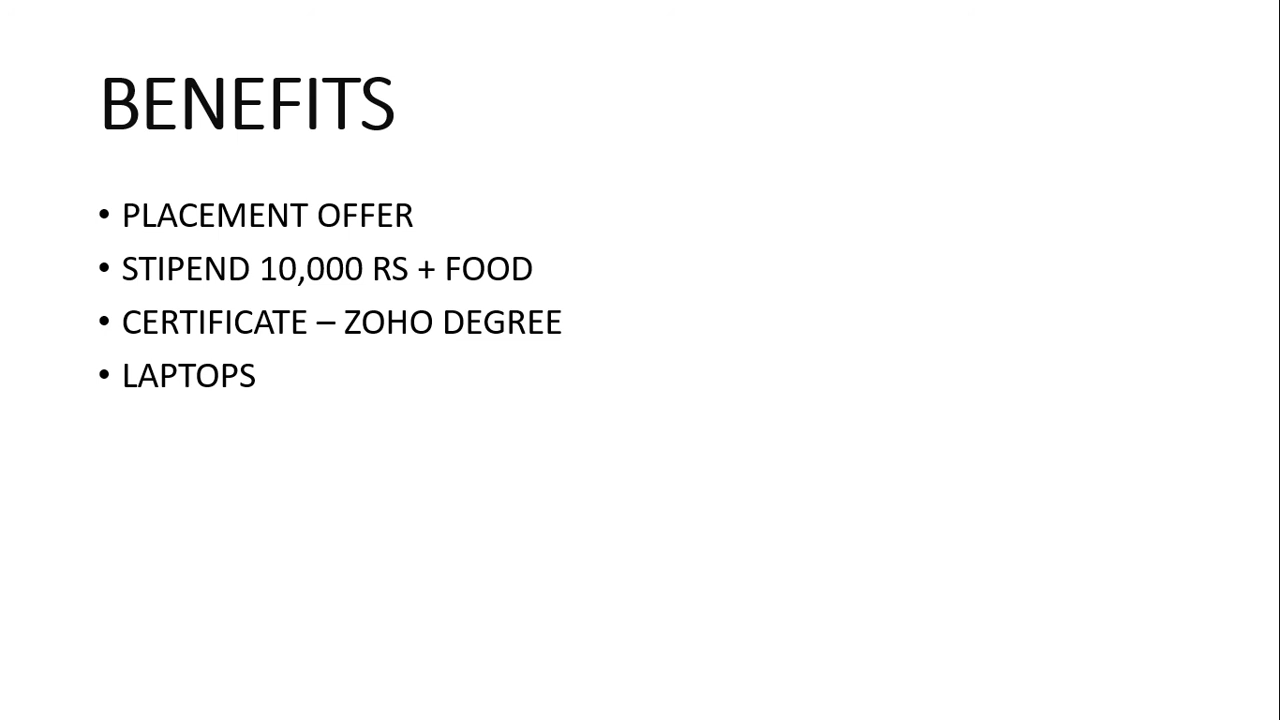 BENEFITS
• PLACEMENT OFFER
• STIPEND 10,000 RS + FOOD
• CERTIFICATE – ZOHO DEGREE
• LAPTOPS